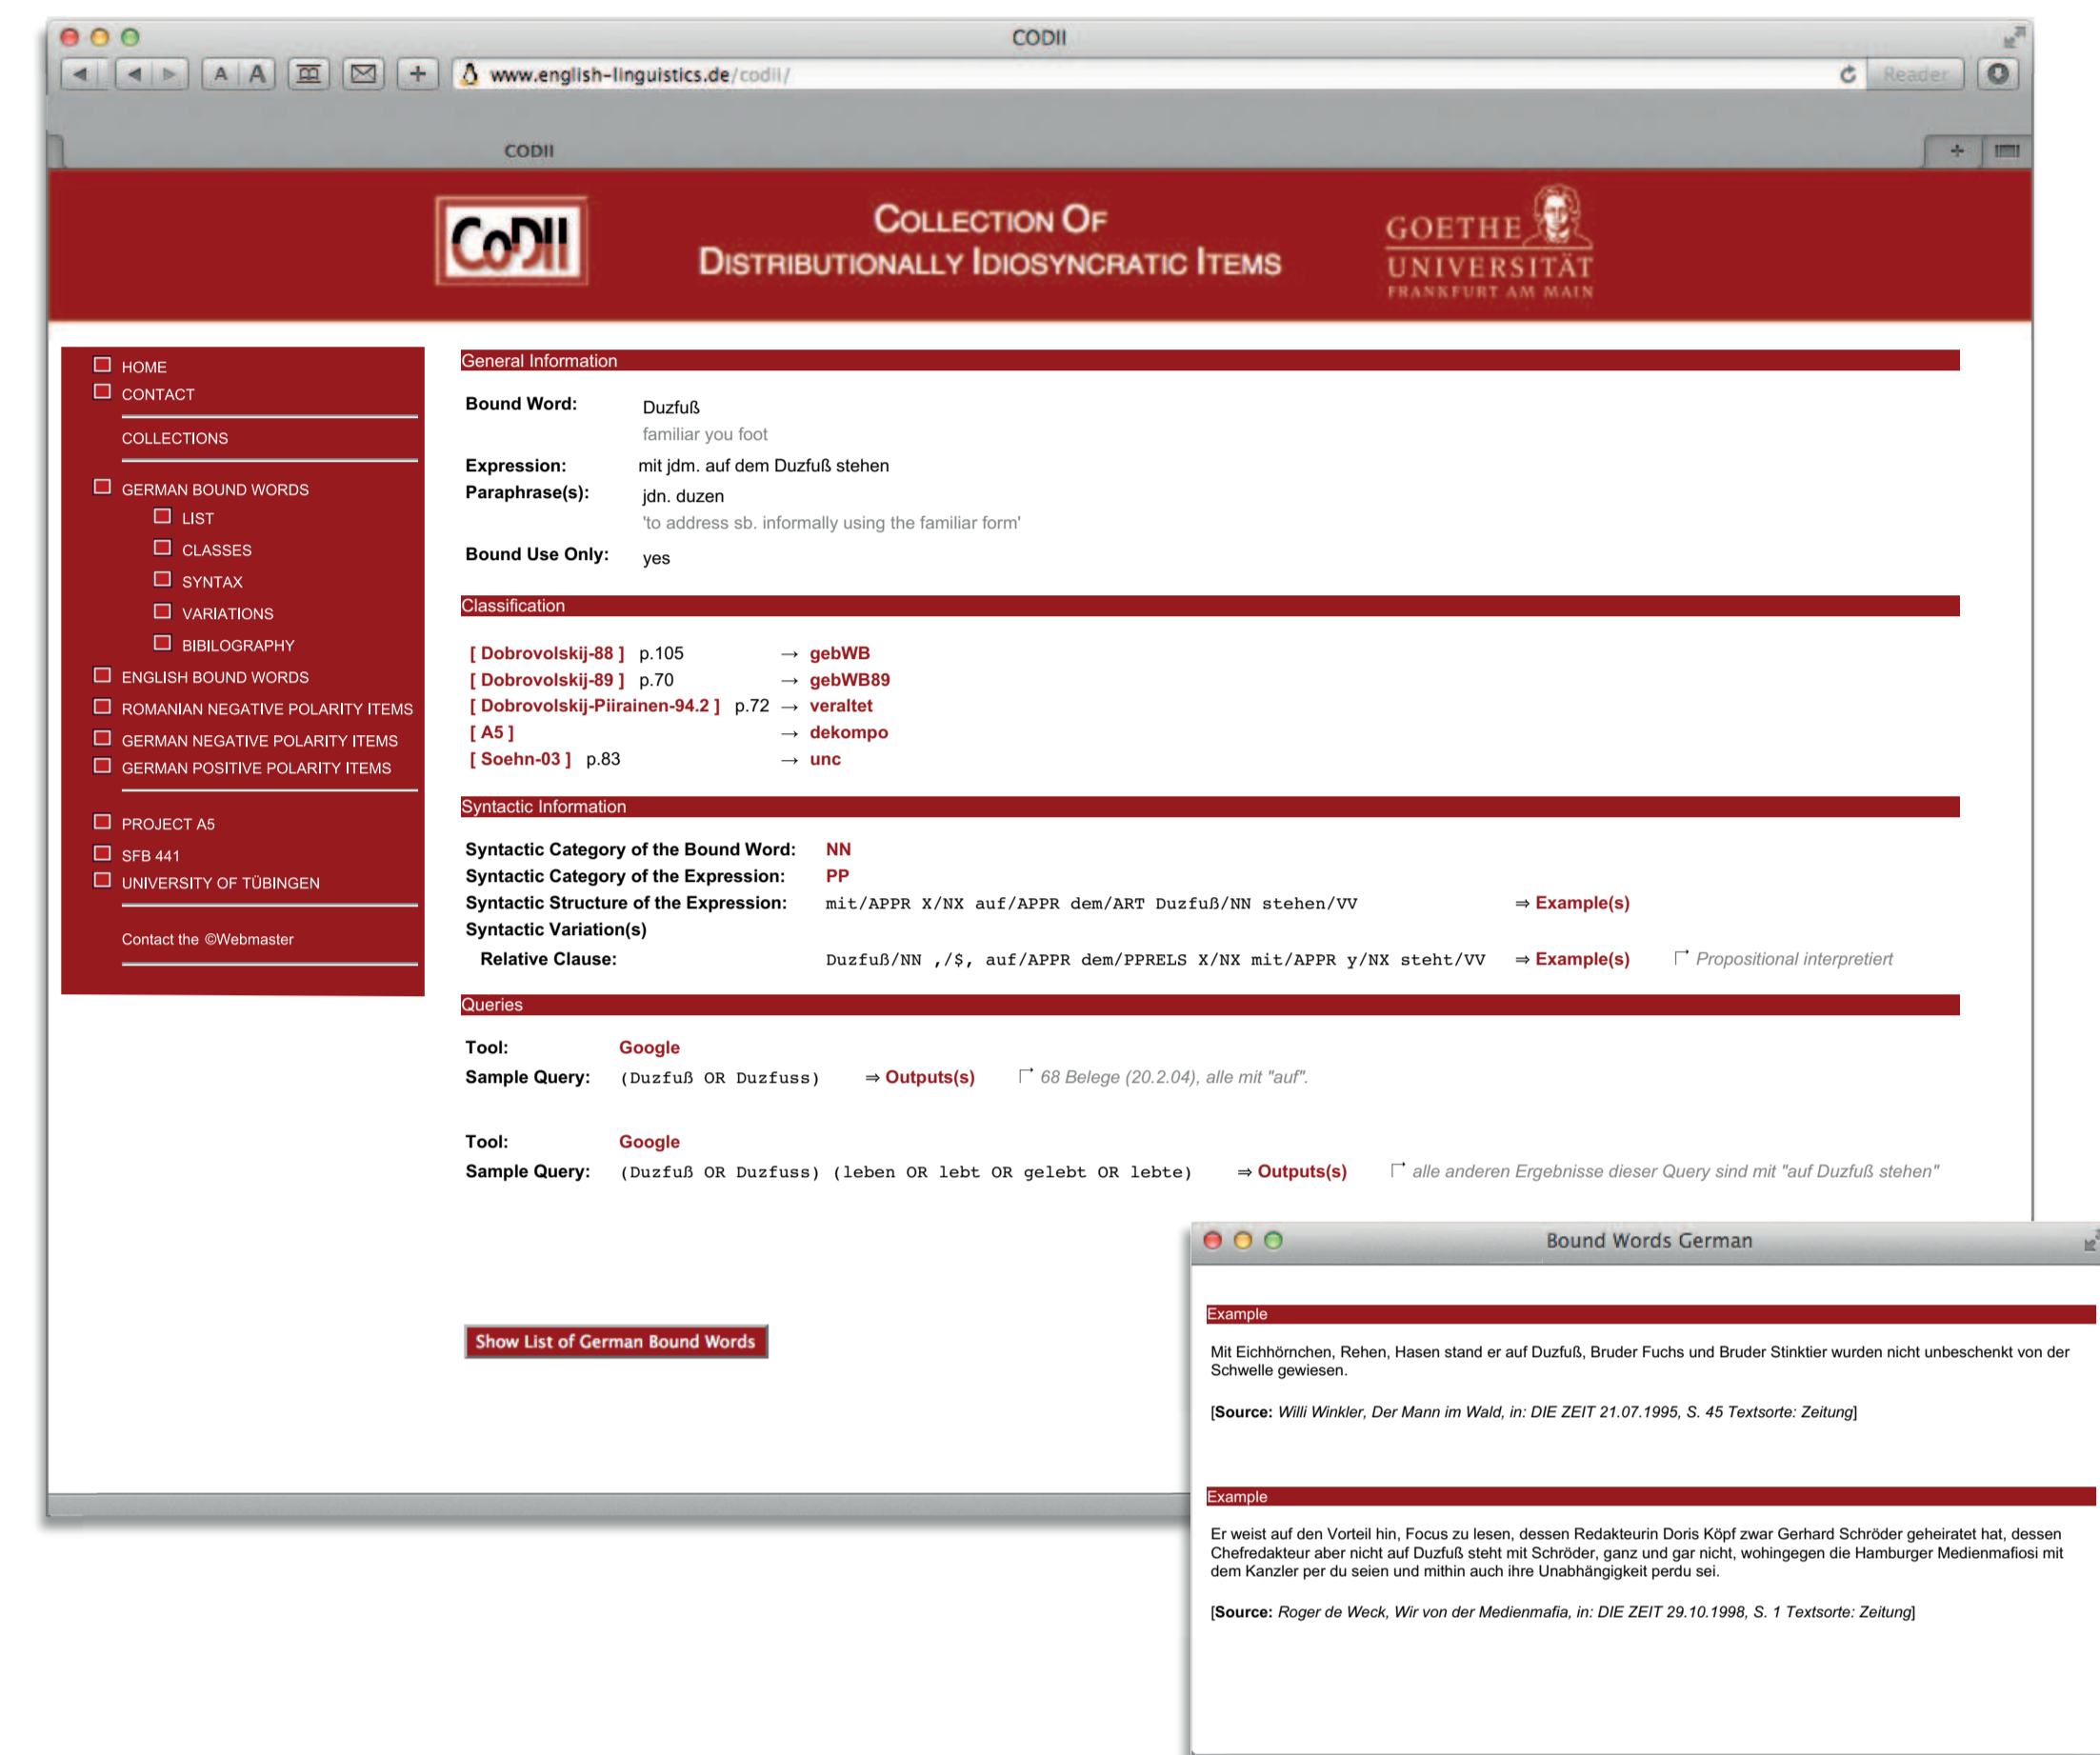 CODII
A A
www.english-linguistics.de/codii/
Reader
CODII
CoDII
COLLECTION OF
DISTRIBUTIONALLY IDIOSYNCRATIC ITEMS
GOETHE
UNIVERSITÄT
FRANKFURT AM MAIN
HOME
CONTACT
COLLECTIONS
GERMAN BOUND WORDS
LIST
CLASSES
SYNTAX
VARIATIONS
BIBILOGRAPHY
ENGLISH BOUND WORDS
ROMANIAN NEGATIVE POLARITY ITEMS
GERMAN NEGATIVE POLARITY ITEMS
GERMAN POSITIVE POLARITY ITEMS
PROJECT A5
SFB 441
UNIVERSITY OF TÜBINGEN
Contact the ©Webmaster
General Information
Bound Word: Duzfuß
familiar you foot
Expression: mit jdm. auf dem Duzfuß stehen
Paraphrase(s): jdn. duzen
'to address sb. informally using the familiar form'
Bound Use Only: yes
Classification
[ Dobrovolskij-88 ] p.105 → gebWB
[ Dobrovolskij-89 ] p.70 → gebWB89
[ Dobrovolskij-Piirainen-94.2 ] p.72 → veraltet
[ A5 ] → dekompo
[ Soehn-03 ] p.83 → unc
Syntactic Information
Syntactic Category of the Bound Word: NN
Syntactic Category of the Expression: PP
Syntactic Structure of the Expression: mit/APPR X/NX auf/APPR dem/ART Duzfuß/NN stehen/VV ⇒ Example(s)
Syntactic Variation(s)
Relative Clause: Duzfuß/NN ,/$, auf/APPR dem/PPRELS X/NX mit/APPR y/NX steht/VV ⇒ Example(s) Propositional interpretiert
Queries
Tool: Google
Sample Query: (Duzfuß OR Duzfuss) ⇒ Outputs(s) 68 Belege (20.2.04), alle mit "auf".
Tool: Google
Sample Query: (Duzfuß OR Duzfuss) (leben OR lebt OR gelebt OR lebte) ⇒ Outputs(s) alle anderen Ergebnisse dieser Query sind mit "auf Duzfuß stehen"
Show List of German Bound Words
Bound Words German
Example
Mit Eichhörnchen, Rehen, Hasen stand er auf Duzfuß, Bruder Fuchs und Bruder Stinktier wurden nicht unbeschenkt von der
Schwelle gewiesen.
[Source: Willi Winkler, Der Mann im Wald, in: DIE ZEIT 21.07.1995, S. 45 Textsorte: Zeitung]
Example
Er weist auf den Vorteil hin, Focus zu lesen, dessen Redakteurin Doris Köpf zwar Gerhard Schröder geheiratet hat, dessen
Chefredakteur aber nicht auf Duzfuß steht mit Schröder, ganz und gar nicht, wohingegen die Hamburger Medienmafiosi mit
dem Kanzler per du seien und mithin auch ihre Unabhängigkeit perdu sei.
[Source: Roger de Weck, Wir von der Medienmafia, in: DIE ZEIT 29.10.1998, S. 1 Textsorte: Zeitung]